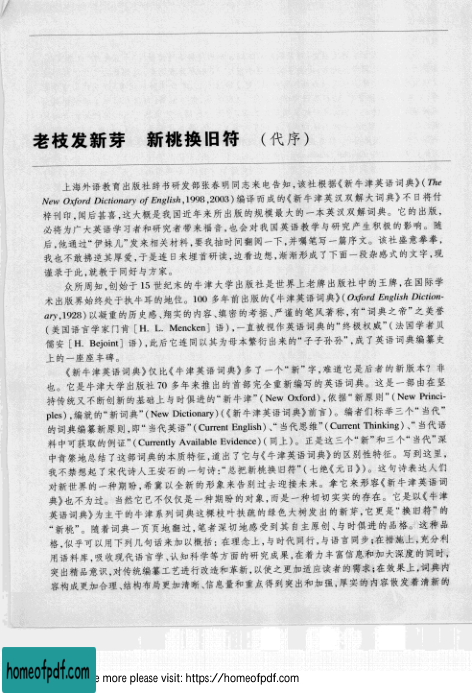 老枝发新芽　新桃换旧符　（代序）
上海外语教育出版社辞书研发部张春明同志来电告知,该社根据《新牛津英语词典》(The
New Oxford Dictionary of English,1998,2003)编译而成的《新牛津英汉双解大词典》不日将付
梓刊印,闻后甚喜,这大概是我国近年来所出版的规模最大的一本英汉双解词典。它的出版,
必将为广大英语学习者和研究者带来福音,也会对我国英语教学与研究产生积极的影响。随
后,他通过“伊妹儿”发来相关材料,要我抽时间翻阅一下,并嘱笔写一篇序文。该社盛意拳拳,
我也不敢拂逆其厚爱,于是连日来埋首研读,边看边想,渐渐形成了下面一段杂感式的文字,现
谨录于此,就教于同好与方家。
众所周知,创始于 15 世纪末的牛津大学出版社是世界上老牌出版社中的王牌,在国际学
术出版界始终处于执牛耳的地位。100 多年前出版的《牛津英语词典》(Oxford English Diction-
ary,1928)以凝重的历史感,翔实的内容、缜密的考据、严谨的笔风著称,有“词典之帝”之美誉
(美国语言学家门肯 [H. L. Mencken] 语),一直被视作英语词典的“终极权威”(法国学者贝
儒安 [H. Bejoint] 语),此后它连同以其为母本繁衍出来的“子子孙孙”,成了英语词典编纂史
上的一座座丰碑。
《新牛津英语词典》仅比《牛津英语词典》多了一个“新”字,难道它是后者的新版本？非
也。它是牛津大学出版社 70 多年来推出的首部完全重新编写的英语词典。这是一部由在坚
持传统又不断创新的基础上与时俱进的“新牛津”(New Oxford),依据“新原则”(New Princi-
ples),编就的“新词典”(New Dictionary)(《新牛津英语词典》前言)。编者们标举三个“当代”
的词典编纂新原则,即“当代英语”(Current English)、“当代思维”(Current Thinking)、“当代语
料中可获取的例证”(Currently Available Evidence)(同上)。正是这三个“新”和三个“当代”深
中肯綮地总结了这部词典的本质特征,道出了它与《牛津英语词典》的区别性特征。写到这里,
我不禁想起了宋代诗人王安石的一句诗:“总把新桃换旧符”(七绝《元日》)。这句诗表达人们
对新世界的一种期盼,希冀以全新的形象来告别过去迎接未来。拿它来形容《新牛津英语词
典》也不为过。当然它已不仅仅是一种期盼的对象,而是一种切切实实的存在。它是以《牛津
英语词典》为主干的牛津系列词典这棵枝叶扶疏的绿色大树发出的新芽,它更是“换旧符”的
“新桃”。随着词典一页页地翻过,笔者深切地感受到其自主原创、与时俱进的品格。这种品
格,似乎可以用下列几句话来加以概括:在理念上,与时代同行,与语言同步;在措施上,充分利
用语料库,吸收现代语言学、认知科学等方面的研究成果,在着力丰富信息和加大深度的同时,
突出精品意识,对传统编纂工艺进行改造和革新,以使之更加适应读者的需求;在效果上,词典内
容构成更加合理、结构布局更加清晰、信息量和重点得到突出和加强,厚实的内容散发着清新的
homeofpdf.com
e more please visit: https://homeofpdf.com